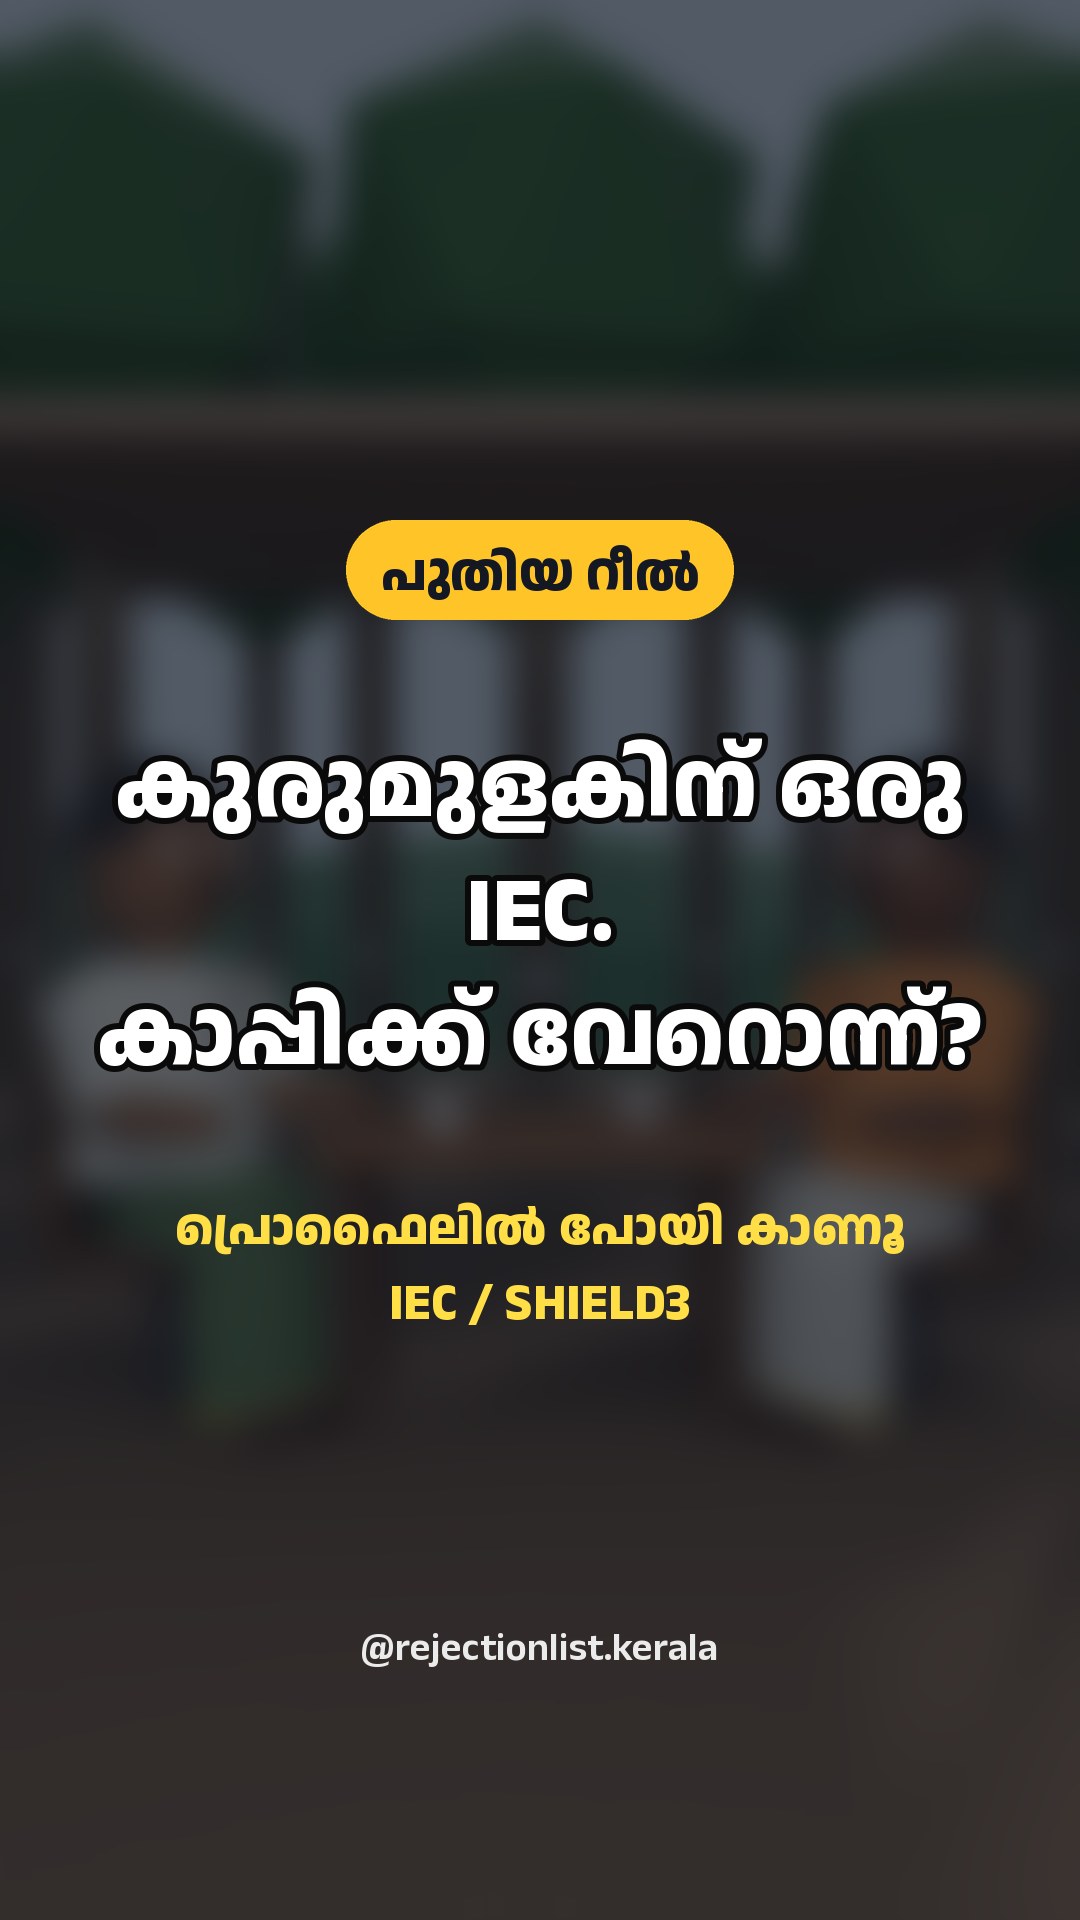 പുതിയ റീൽ
കുരുമുളകിന് ഒരു
IEC.
കാപ്പിക്ക് വേറൊന്ന്?
പ്രൊഫൈലിൽ പോയി കാണൂ
IEC / SHIELD3
@rejectionlist.kerala